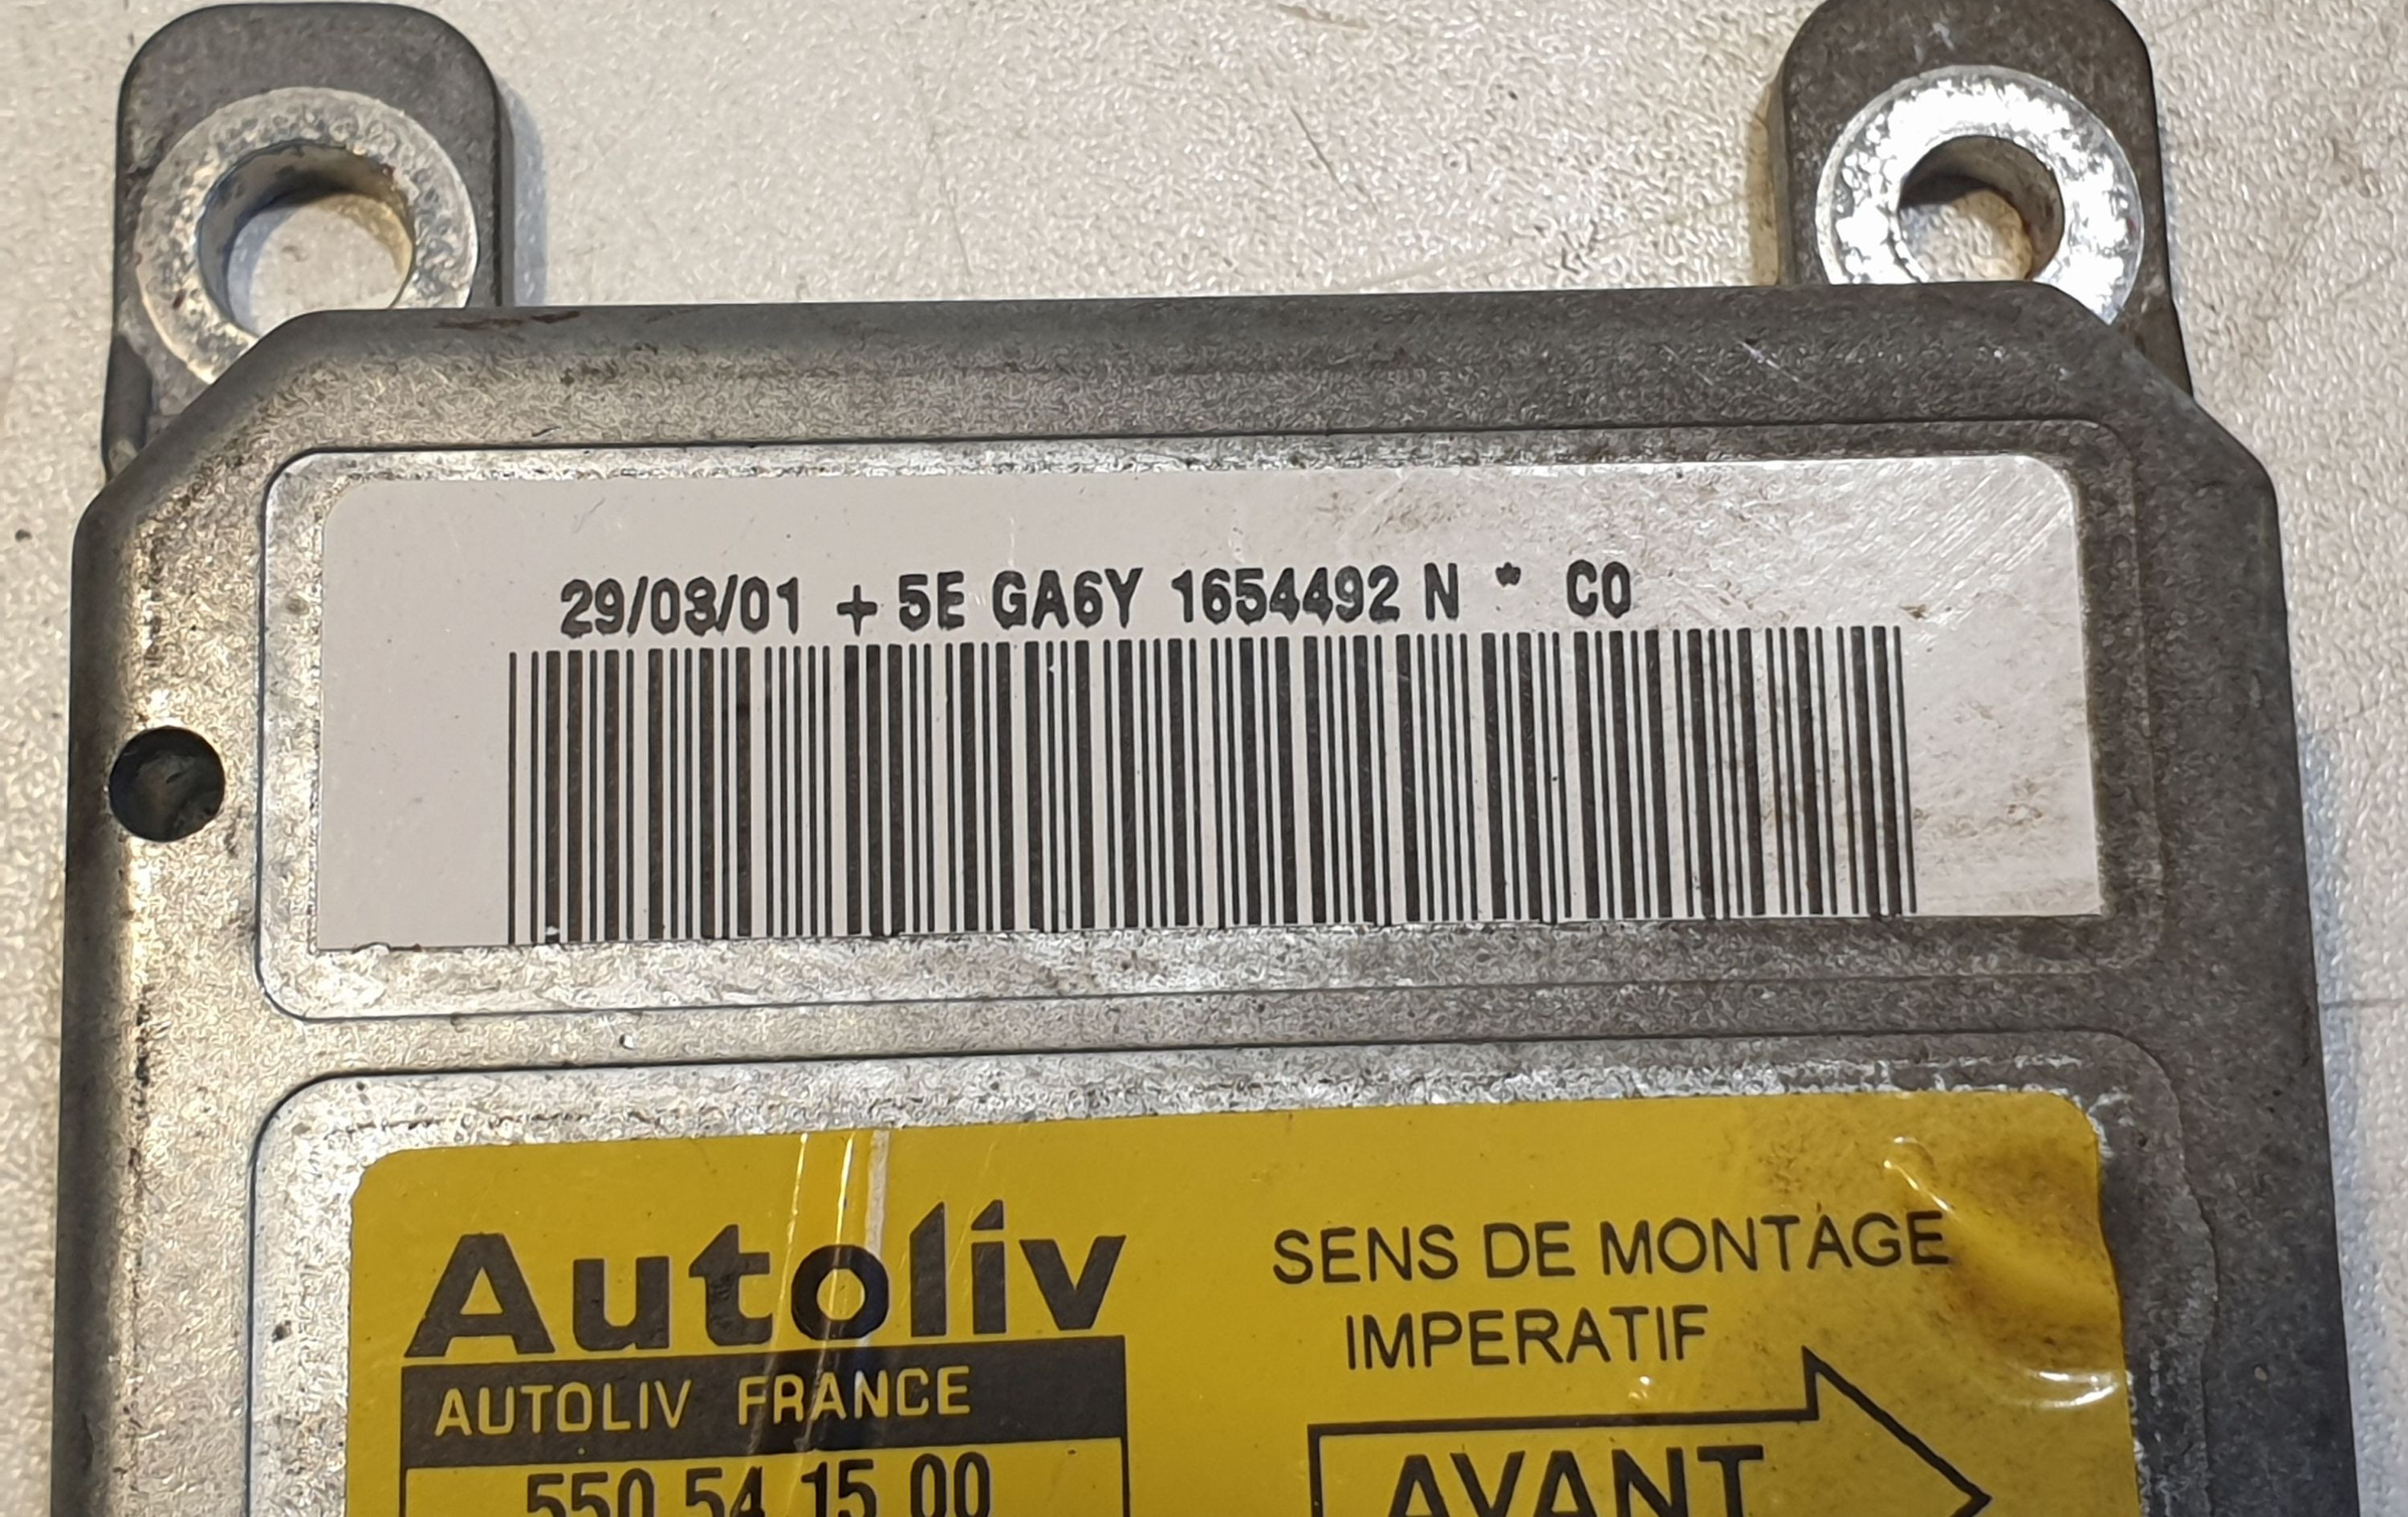 29/03/01 + 5E GA6Y 1654492 N * C0
Autoliv
AUTOLIV FRANCE
550 54 15 00
SENS DE MONTAGE
IMPERATIF
AVANT